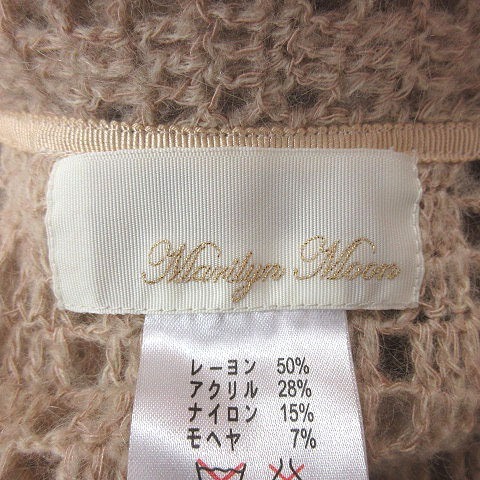 Marilyn Moon
レーヨン 50%
アクリル 28%
ナイロン 15%
モヘヤ 7%